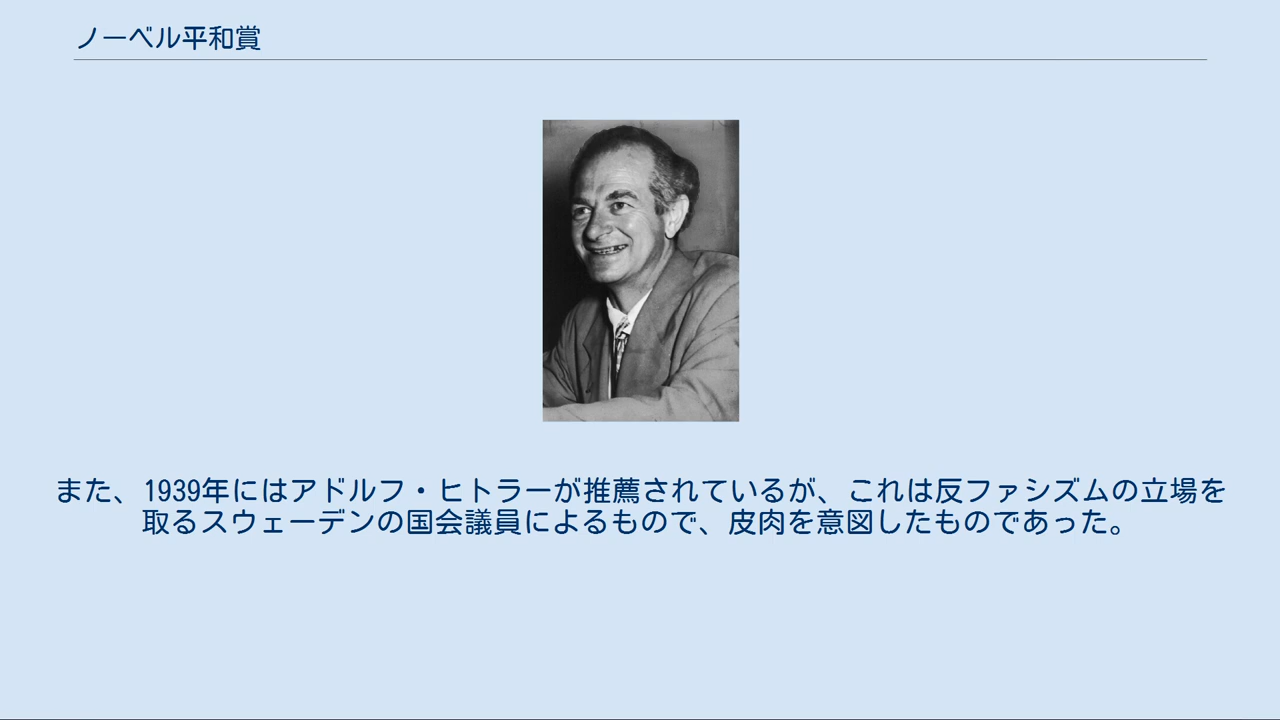 ノーベル平和賞
また、1939年にはアドルフ・ヒトラーが推薦されているが、これは反ファシズムの立場を
取るスウェーデンの国会議員によるもので、皮肉を意図したものであった。